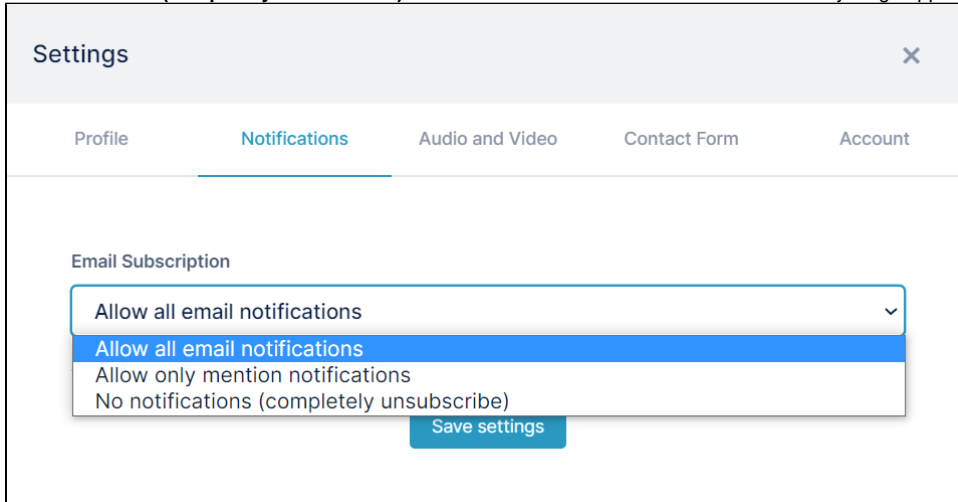 Settings
Profile Notifications Audio and Video Contact Form Account
Email Subscription
Allow all email notifications
Allow all email notifications
Allow only mention notifications
No notifications (completely unsubscribe)
Save settings